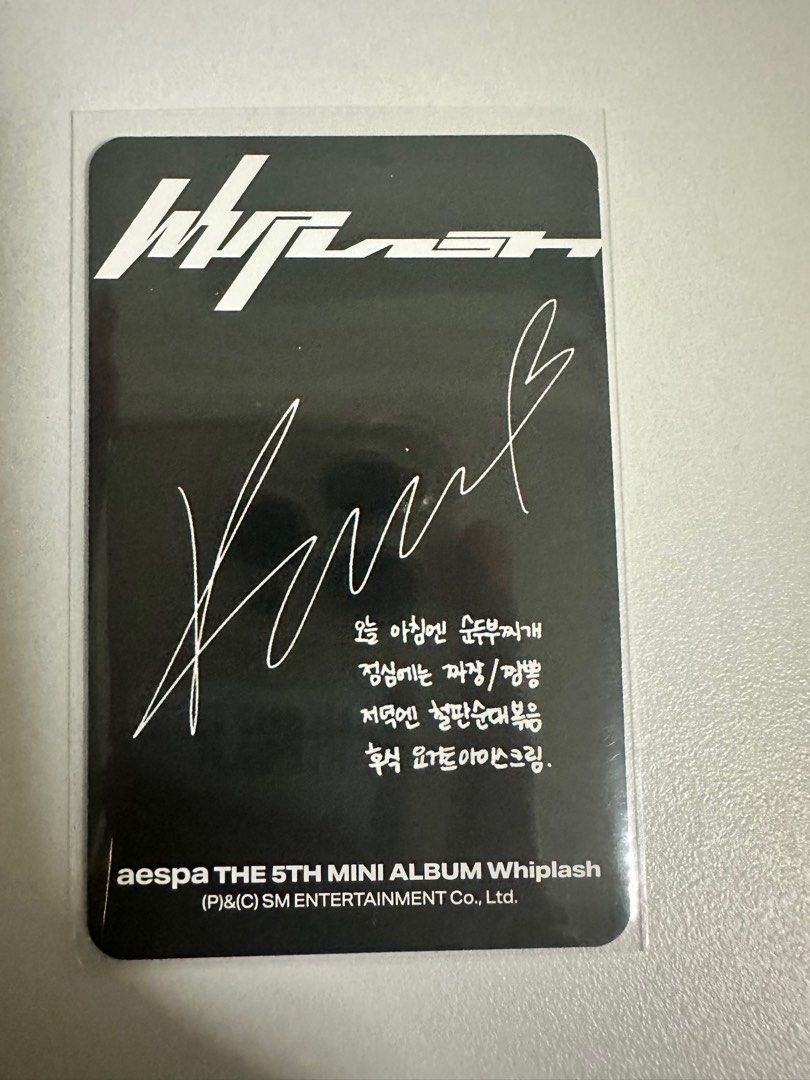 Whiplash
Karina
오늘 아침엔 순두부찌개
점심에는 짜장/짬뽕
저녁엔 철판순대볶음
후식 요거트아이스크림.
aespa THE 5TH MINI ALBUM Whiplash
(P)&(C) SM ENTERTAINMENT Co., Ltd.